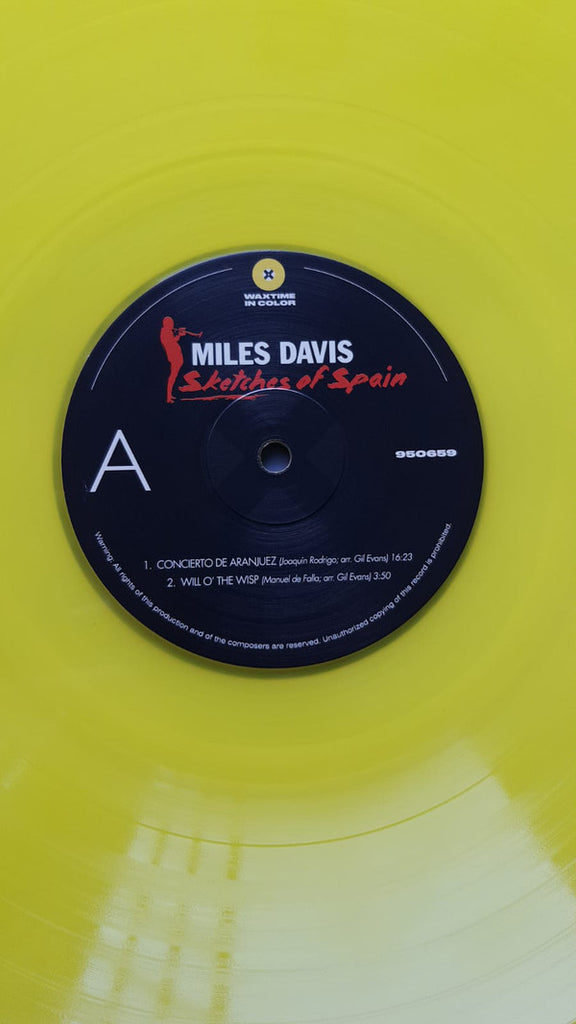 WAXTIME
IN COLOR
MILES DAVIS
Sketches of Spain
A
950659
1. CONCIERTO DE ARANJUEZ (Joaquín Rodrigo; arr. Gil Evans) 16:23
2. WILL O' THE WISP (Manuel de Falla; arr. Gil Evans) 3:50
Warning: All rights of this production and of the composers are reserved. Unauthorized copying of this record is prohibited.